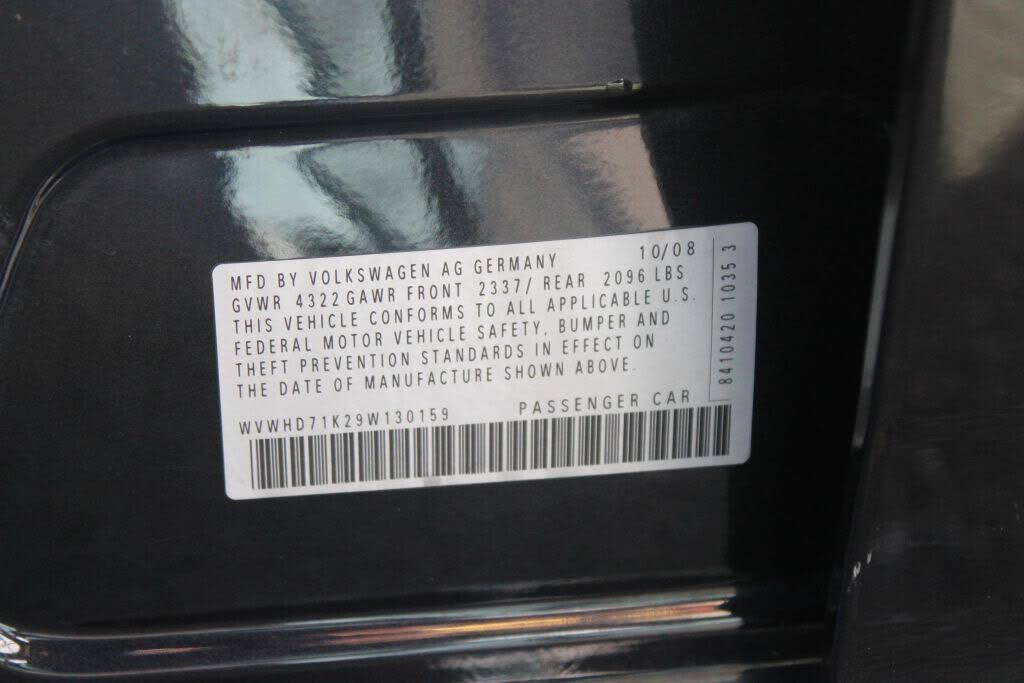 MFD BY VOLKSWAGEN AG GERMANY 10/08
GVWR 4322 GAWR FRONT 2337/ REAR 2096 LBS
THIS VEHICLE CONFORMS TO ALL APPLICABLE U.S.
FEDERAL MOTOR VEHICLE SAFETY, BUMPER AND
THEFT PREVENTION STANDARDS IN EFFECT ON
THE DATE OF MANUFACTURE SHOWN ABOVE.
WVWHD71K29W130159 PASSENGER CAR
8410420 1035 3